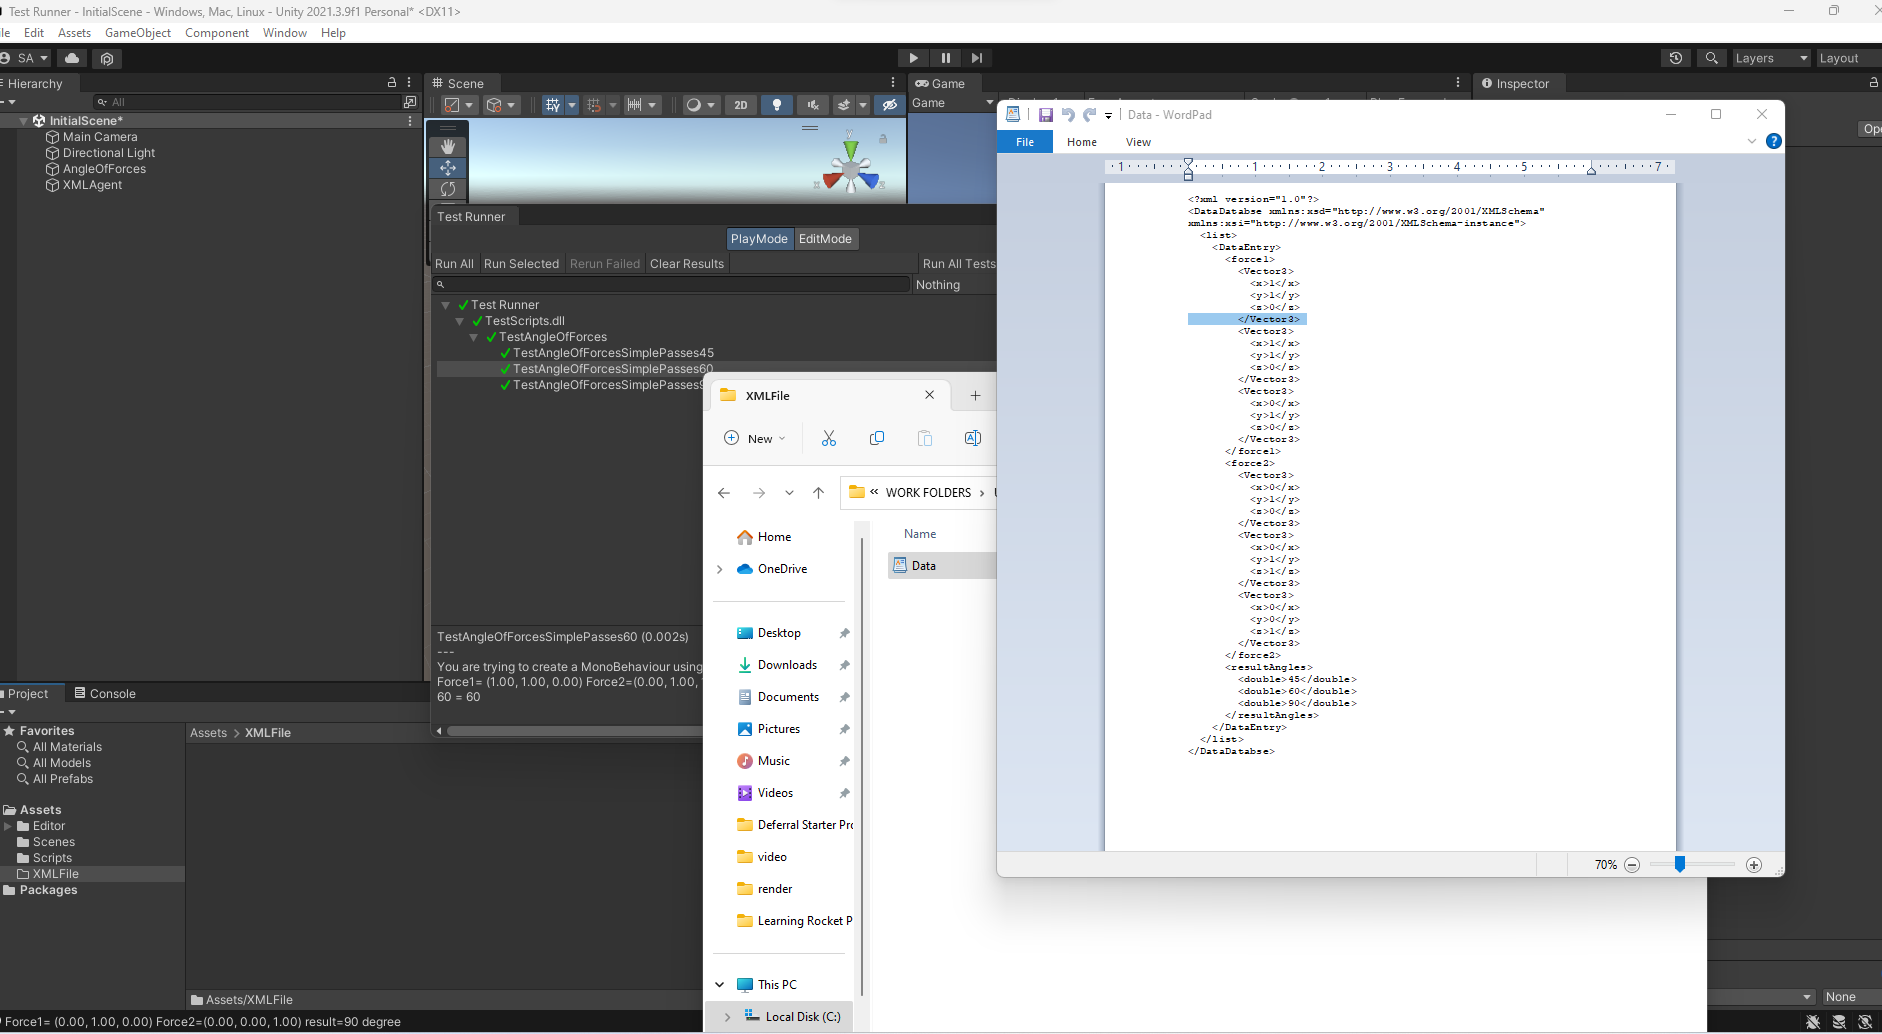 Test Runner - InitialScene - Windows, Mac, Linux - Unity 2021.3.9f1 Personal* <DX11>
Edit Assets GameObject Component Window Help
SA
Layers
Layout
Hierarchy
All
InitialScene*
Main Camera
Directional Light
AngleOfForces
XMLAgent
Scene
2D
Game
Game
Inspector
Test Runner
PlayMode EditMode
Run All Run Selected Rerun Failed Clear Results
Run All Tests
Nothing
Test Runner
TestScripts.dll
TestAngleOfForces
TestAngleOfForcesSimplePasses45
TestAngleOfForcesSimplePasses60
TestAngleOfForcesSimplePasses
TestAngleOfForcesSimplePasses60 (0.002s)
---
You are trying to create a MonoBehaviour using
Force1= (1.00, 1.00, 0.00) Force2=(0.00, 1.00,
60 = 60
Project
Console
Favorites
All Materials
All Models
All Prefabs
Assets
Editor
Scenes
Scripts
XMLFile
Packages
Assets > XMLFile
Assets/XMLFile
Force1= (0.00, 1.00, 0.00) Force2=(0.00, 0.00, 1.00) result=90 degree
None
XMLFile
New
« WORK FOLDERS >
Name
Data
Home
OneDrive
Desktop
Downloads
Documents
Pictures
Music
Videos
Deferral Starter Pro
video
render
Learning Rocket P
This PC
Local Disk (C:)
Data - WordPad
File Home View
1 1 2 3 4 5 7
<?xml version="1.0"?>
<DataDatabse xmlns:xsd="http://www.w3.org/2001/XMLSchema"
xmlns:xsi="http://www.w3.org/2001/XMLSchema-instance">
<list>
<DataEntry>
<force1>
<Vector3>
<x>1</x>
<y>1</y>
<z>0</z>
</Vector3>
<Vector3>
<x>1</x>
<y>1</y>
<z>0</z>
</Vector3>
<Vector3>
<x>0</x>
<y>1</y>
<z>0</z>
</Vector3>
</force1>
<force2>
<Vector3>
<x>0</x>
<y>1</y>
<z>0</z>
</Vector3>
<Vector3>
<x>0</x>
<y>1</y>
<z>1</z>
</Vector3>
<Vector3>
<x>0</x>
<y>0</y>
<z>1</z>
</Vector3>
</force2>
<resultAngles>
<double>45</double>
<double>60</double>
<double>90</double>
</resultAngles>
</DataEntry>
</list>
</DataDatabse>
70%